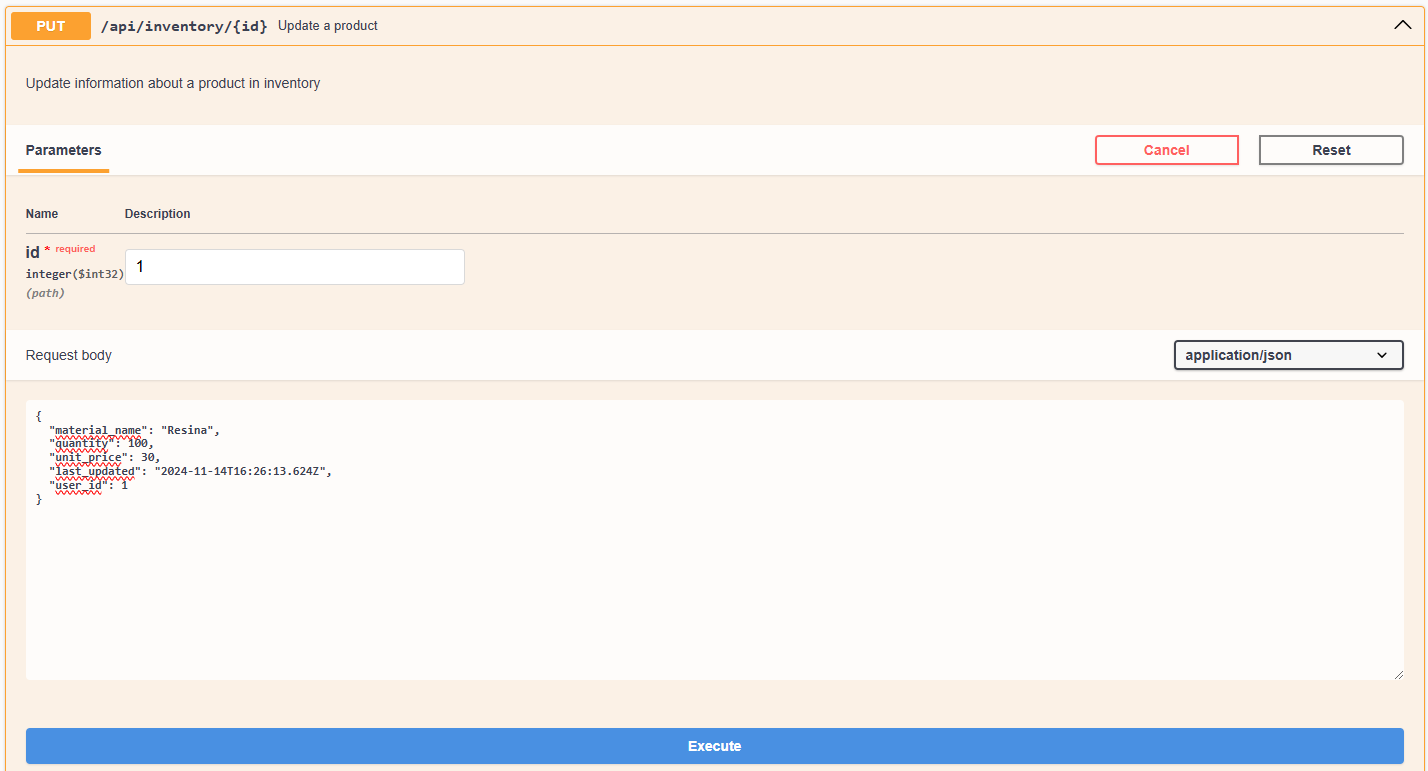 PUT /api/inventory/{id} Update a product
Update information about a product in inventory
Parameters Cancel Reset
Name Description
id * required
integer($int32) 1
(path)
Request body application/json
{
  "material_name": "Resina",
  "quantity": 100,
  "unit_price": 30,
  "last_updated": "2024-11-14T16:26:13.624Z",
  "user_id": 1
}
Execute